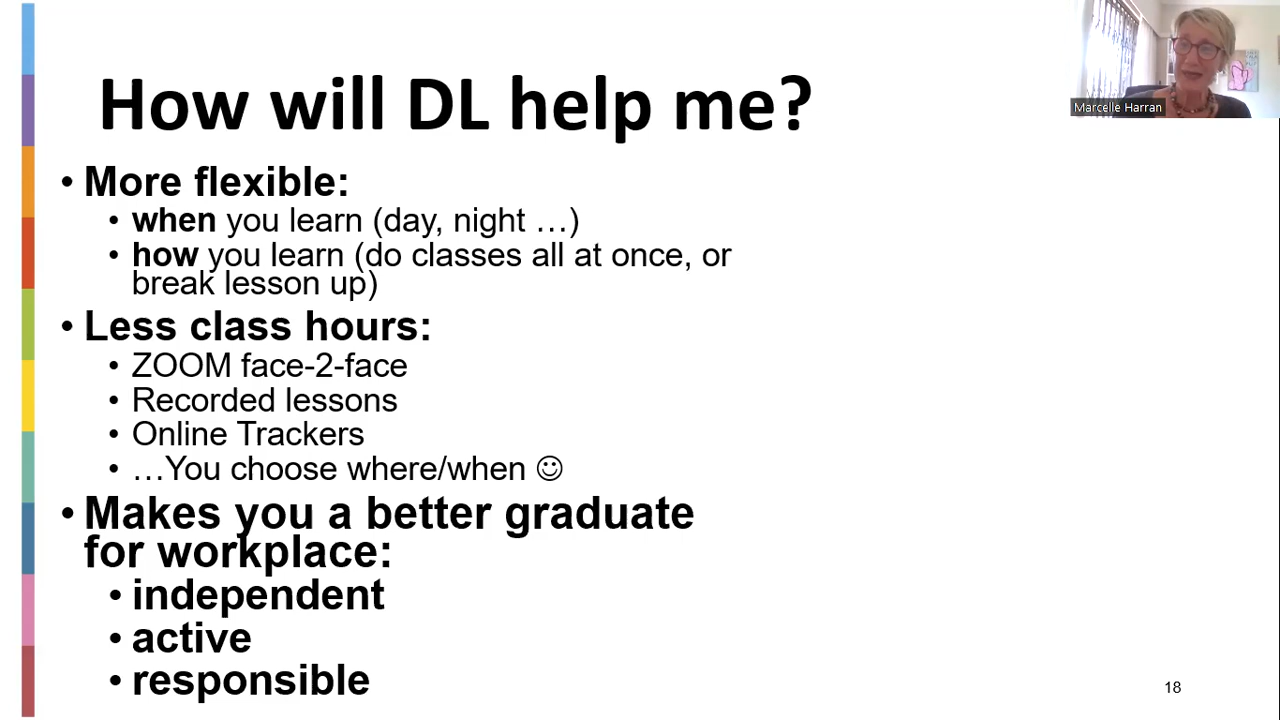 How will DL help me?
Marcelle Harran
• More flexible:
• when you learn (day, night …)
• how you learn (do classes all at once, or
break lesson up)
• Less class hours:
• ZOOM face-2-face
• Recorded lessons
• Online Trackers
• …You choose where/when ☺
• Makes you a better graduate
for workplace:
• independent
• active
• responsible
18